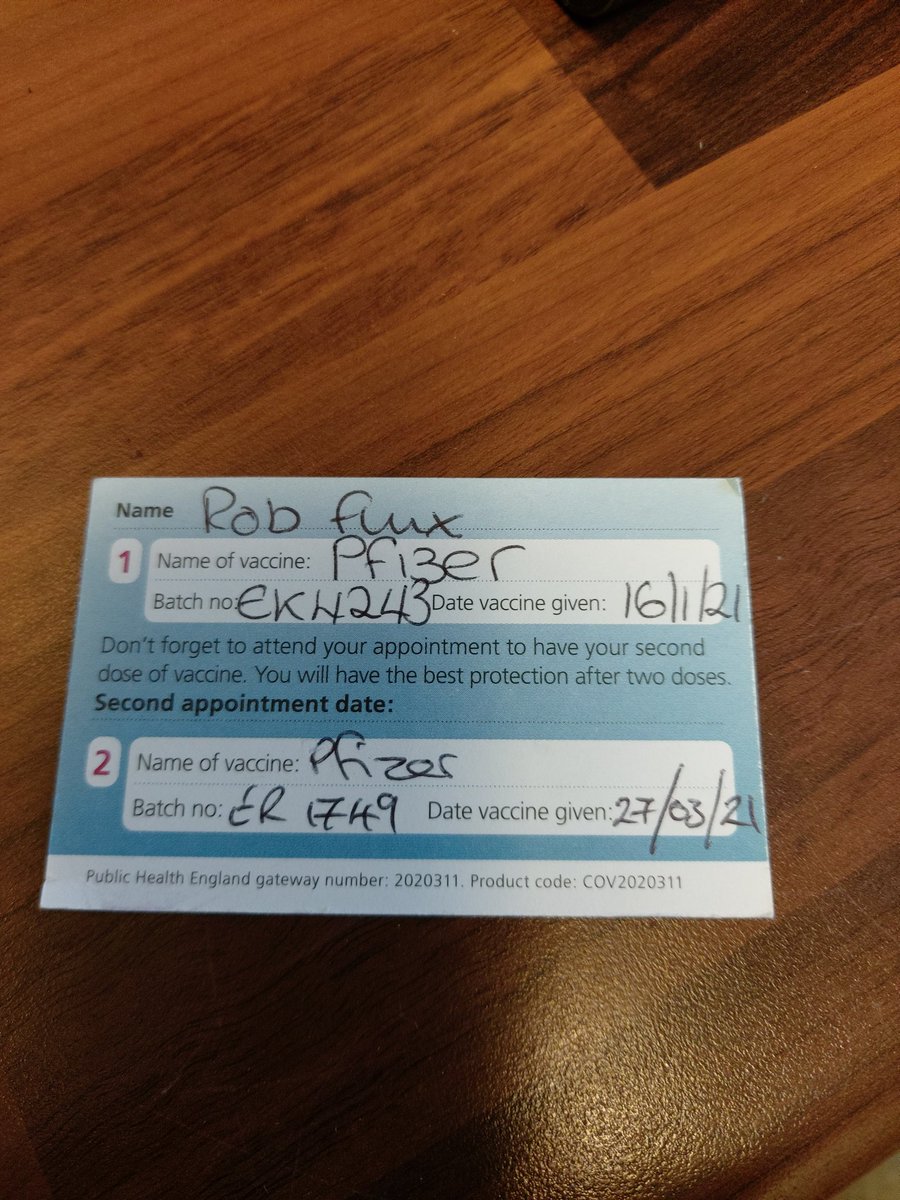 Name Rob flux
1 Name of vaccine: Pfizer
Batch no: EK4243 Date vaccine given: 16/1/21
Don't forget to attend your appointment to have your second
dose of vaccine. You will have the best protection after two doses.
Second appointment date:
2 Name of vaccine: Pfizer
Batch no: ER 1749 Date vaccine given: 27/03/21
Public Health England gateway number: 2020311. Product code: COV2020311